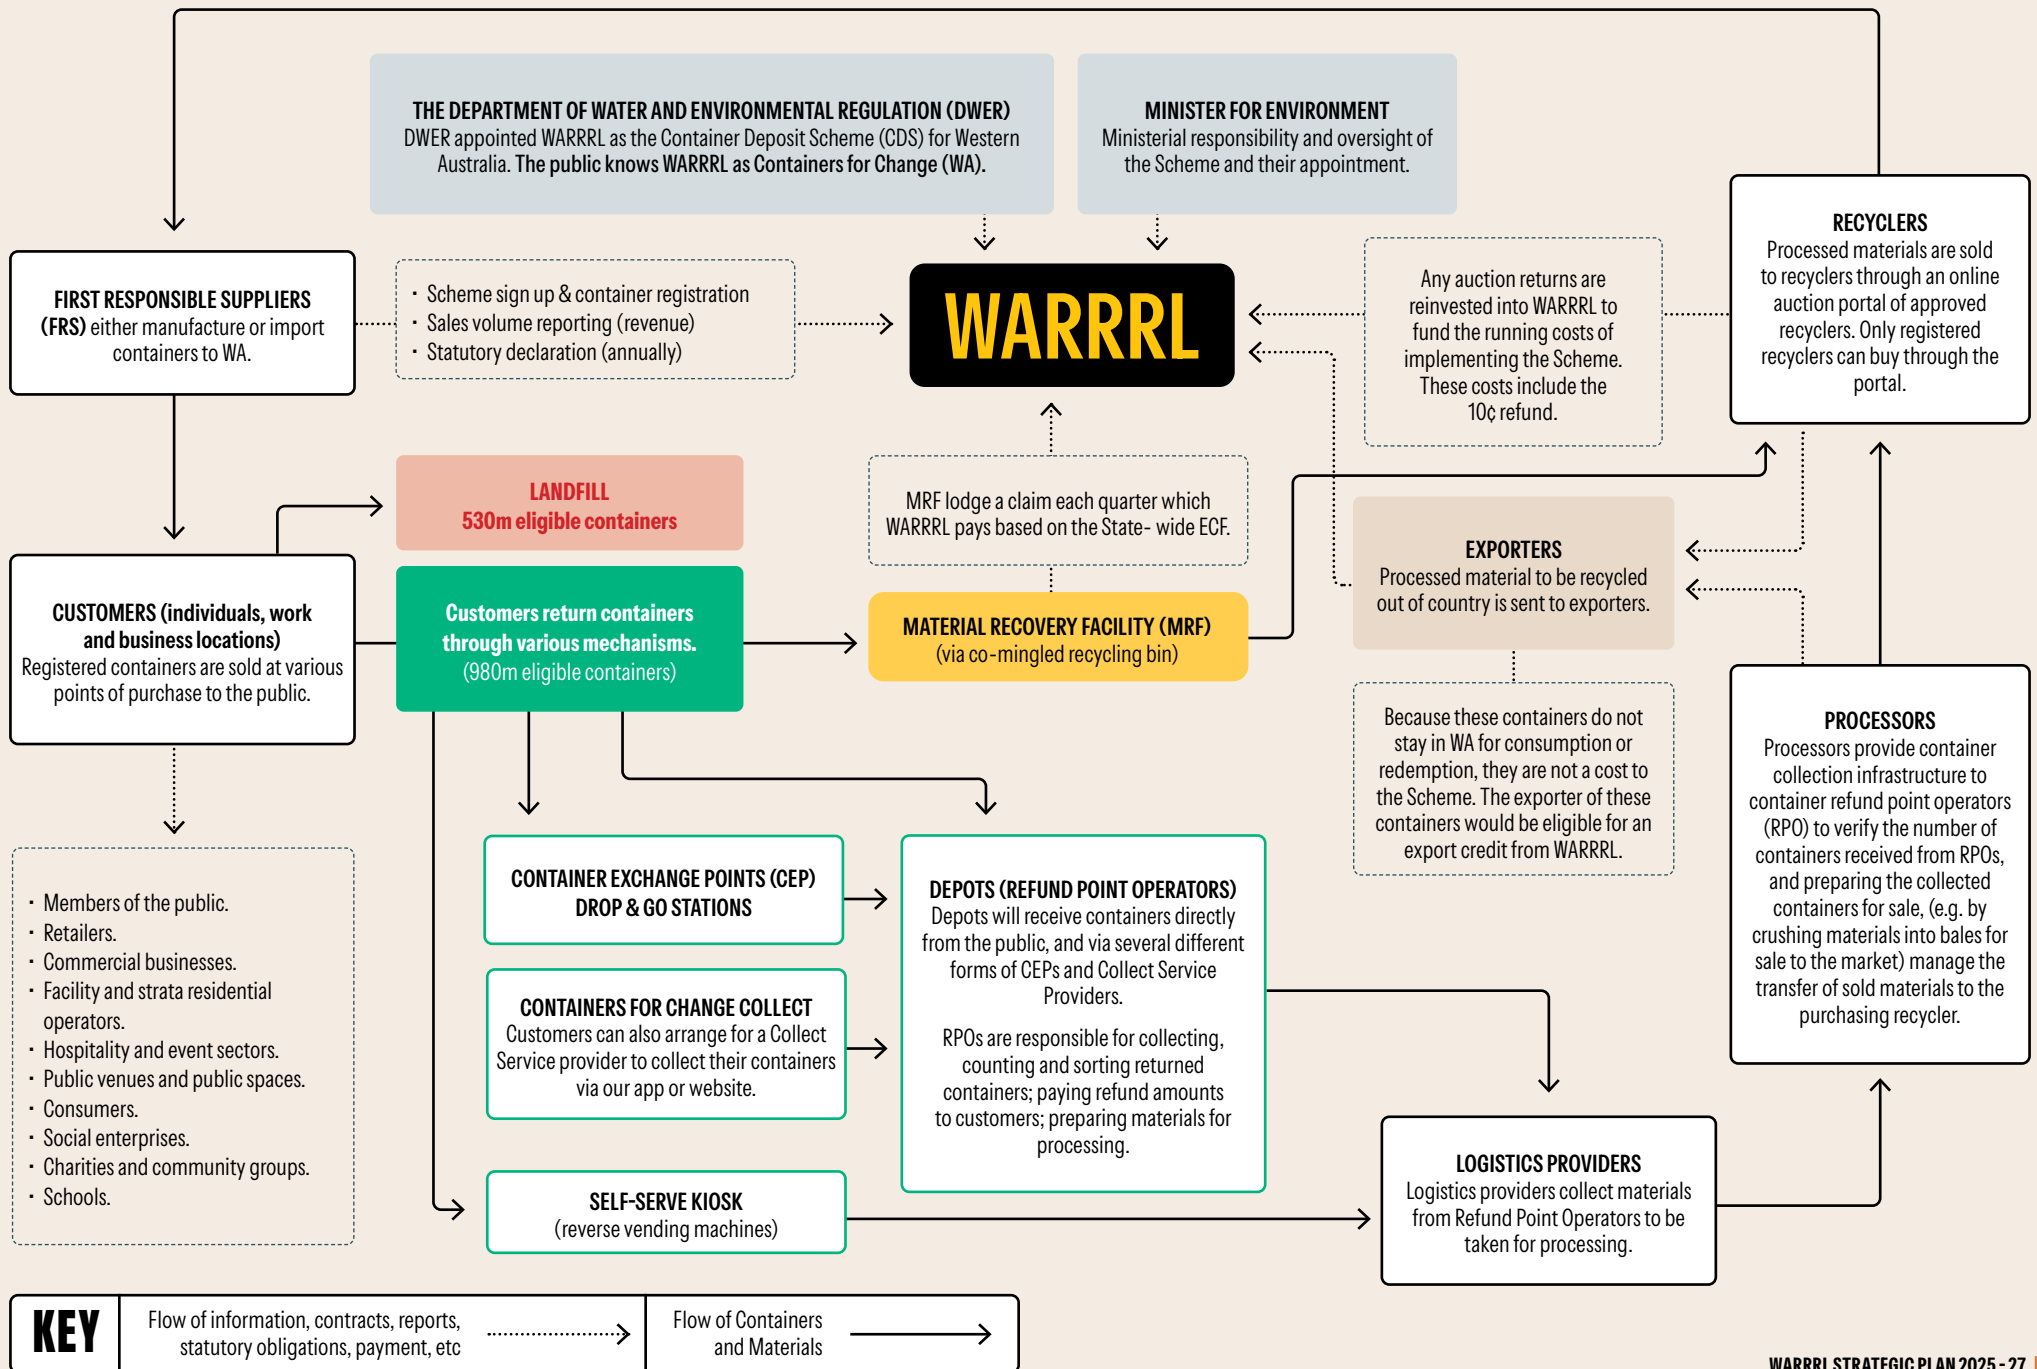 THE DEPARTMENT OF WATER AND ENVIRONMENTAL REGULATION (DWER)
DWER appointed WARRRL as the Container Deposit Scheme (CDS) for Western
Australia. The public knows WARRRL as Containers for Change (WA).
MINISTER FOR ENVIRONMENT
Ministerial responsibility and oversight of
the Scheme and their appointment.
FIRST RESPONSIBLE SUPPLIERS
(FRS) either manufacture or import
containers to WA.
· Scheme sign up & container registration
· Sales volume reporting (revenue)
· Statutory declaration (annually)
WARRRL
Any auction returns are
reinvested into WARRRL to
fund the running costs of
implementing the Scheme.
These costs include the
10¢ refund.
RECYCLERS
Processed materials are sold
to recyclers through an online
auction portal of approved
recyclers. Only registered
recyclers can buy through the
portal.
LANDFILL
530m eligible containers
MRF lodge a claim each quarter which
WARRRL pays based on the State- wide ECF.
EXPORTERS
Processed material to be recycled
out of country is sent to exporters.
CUSTOMERS (individuals, work
and business locations)
Registered containers are sold at various
points of purchase to the public.
Customers return containers
through various mechanisms.
(980m eligible containers)
MATERIAL RECOVERY FACILITY (MRF)
(via co-mingled recycling bin)
Because these containers do not
stay in WA for consumption or
redemption, they are not a cost to
the Scheme. The exporter of these
containers would be eligible for an
export credit from WARRRL.
PROCESSORS
Processors provide container
collection infrastructure to
container refund point operators
(RPO) to verify the number of
containers received from RPOs,
and preparing the collected
containers for sale, (e.g. by
crushing materials into bales for
sale to the market) manage the
transfer of sold materials to the
purchasing recycler.
· Members of the public.
· Retailers.
· Commercial businesses.
· Facility and strata residential
operators.
· Hospitality and event sectors.
· Public venues and public spaces.
· Consumers.
· Social enterprises.
· Charities and community groups.
· Schools.
CONTAINER EXCHANGE POINTS (CEP)
DROP & GO STATIONS
CONTAINERS FOR CHANGE COLLECT
Customers can also arrange for a Collect
Service provider to collect their containers
via our app or website.
SELF-SERVE KIOSK
(reverse vending machines)
DEPOTS (REFUND POINT OPERATORS)
Depots will receive containers directly
from the public, and via several different
forms of CEPs and Collect Service
Providers.
RPOs are responsible for collecting,
counting and sorting returned
containers; paying refund amounts
to customers; preparing materials for
processing.
LOGISTICS PROVIDERS
Logistics providers collect materials
from Refund Point Operators to be
taken for processing.
KEY
Flow of information, contracts, reports,
statutory obligations, payment, etc
Flow of Containers
and Materials
WARRRL STRATEGIC PLAN 2025 - 27